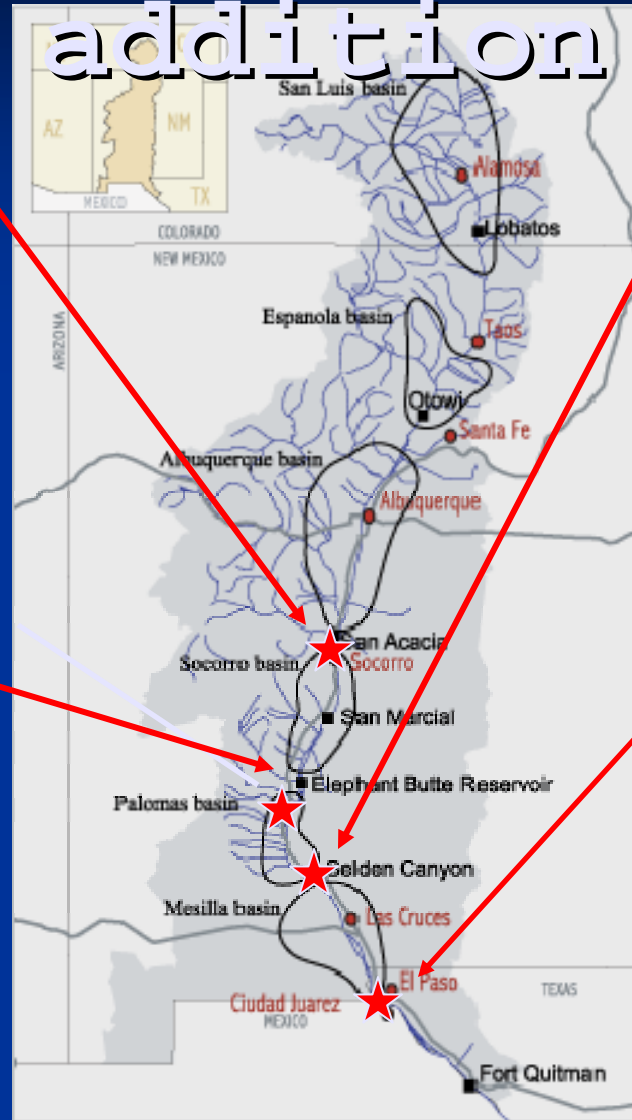 addition
San Luis basin
AZ
NM
TX
MEXICO
Alamosa
Lobatos
COLORADO
NEW MEXICO
ARIZONA
Espanola basin
Taos
Otowi
Santa Fe
Albuquerque basin
Albuquerque
San Acacia
Socorro basin
Socorro
San Marcial
Elephant Butte Reservoir
Palomas basin
Selden Canyon
Mesilla basin
Las Cruces
El Paso
TEXAS
Ciudad Juarez
MEXICO
Fort Quitman